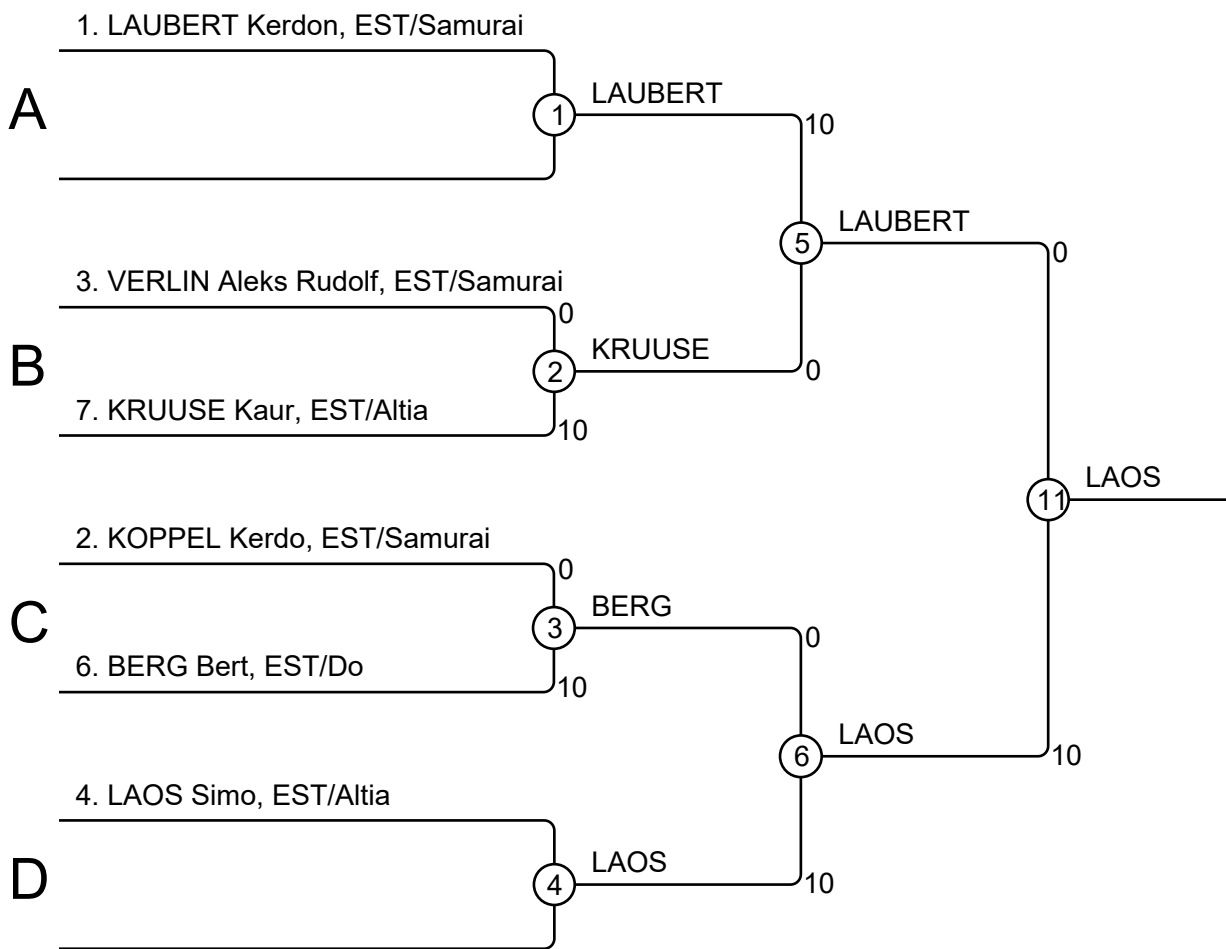 1. LAUBERT Kerdon, EST/Samurai
A
1
LAUBERT
10
5
LAUBERT
0
3. VERLIN Aleks Rudolf, EST/Samurai
0
B
2
KRUUSE
0
7. KRUUSE Kaur, EST/Altia
10
11
LAOS
2. KOPPEL Kerdo, EST/Samurai
0
C
3
BERG
0
6. BERG Bert, EST/Do
10
6
LAOS
10
4. LAOS Simo, EST/Altia
D
4
LAOS
10